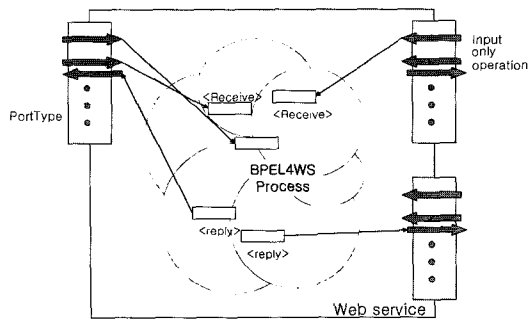 Input
only
operation
PortType
<Receive>
<Receive>
BPEL4WS
Process
<reply>
<reply>
Web service